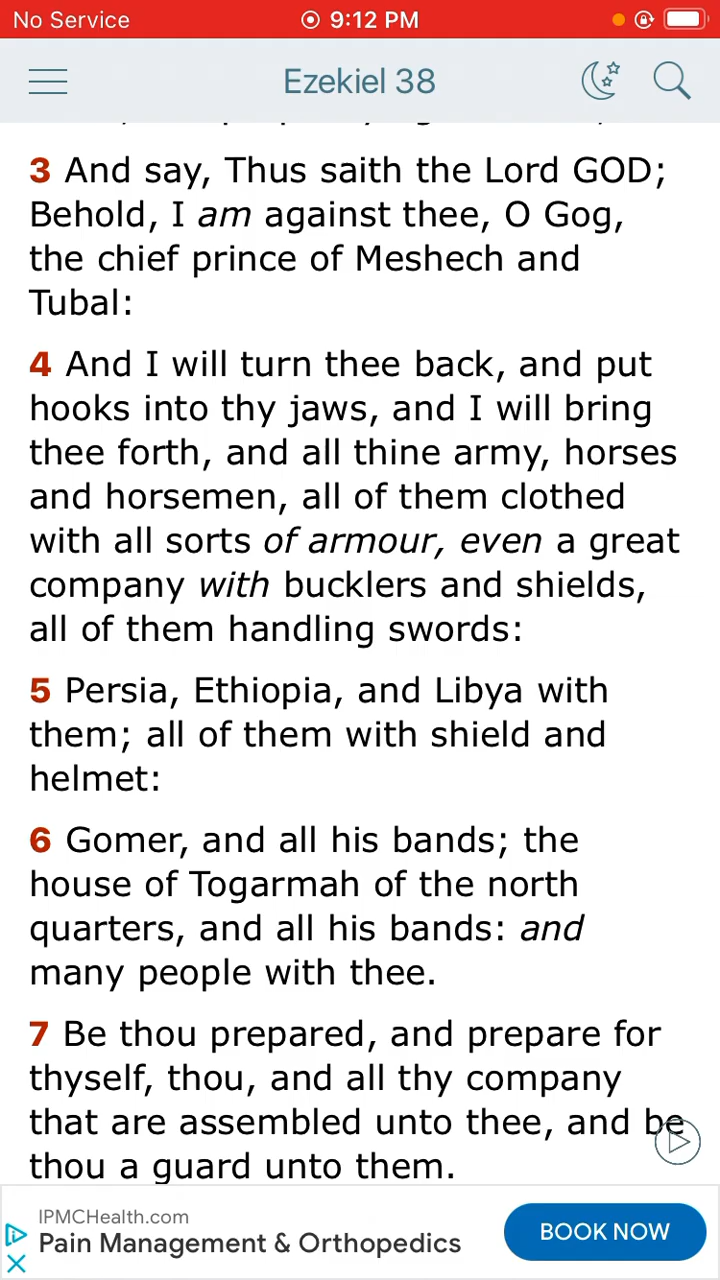 No Service
9:12 PM
Ezekiel 38
3 And say, Thus saith the Lord GOD;
Behold, I am against thee, O Gog,
the chief prince of Meshech and
Tubal:
4 And I will turn thee back, and put
hooks into thy jaws, and I will bring
thee forth, and all thine army, horses
and horsemen, all of them clothed
with all sorts of armour, even a great
company with bucklers and shields,
all of them handling swords:
5 Persia, Ethiopia, and Libya with
them; all of them with shield and
helmet:
6 Gomer, and all his bands; the
house of Togarmah of the north
quarters, and all his bands: and
many people with thee.
7 Be thou prepared, and prepare for
thyself, thou, and all thy company
that are assembled unto thee, and be
thou a guard unto them.
IPMCHealth.com
Pain Management & Orthopedics
BOOK NOW